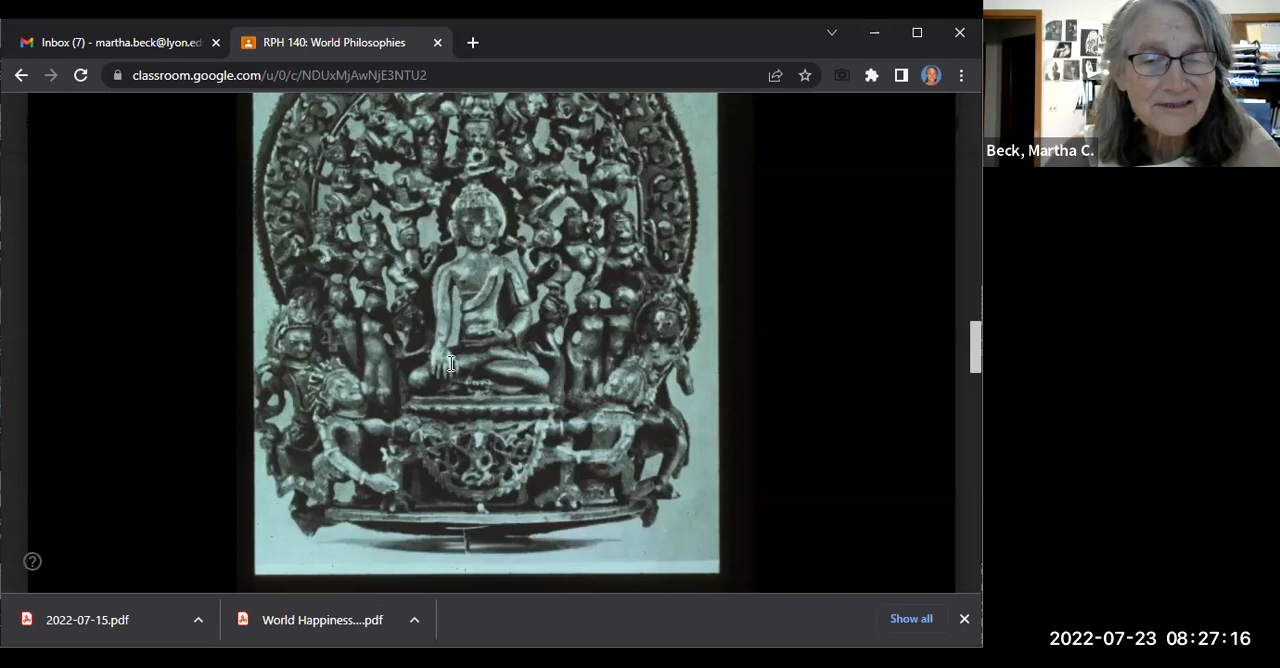 Inbox (7) - martha.beck@lyon.ed
RPH 140: World Philosophies
classroom.google.com/u/0/c/NDUxMjAwNjE3NTU2
Beck, Martha C.
2022-07-15.pdf
World Happiness....pdf
Show all
2022-07-23 08:27:16